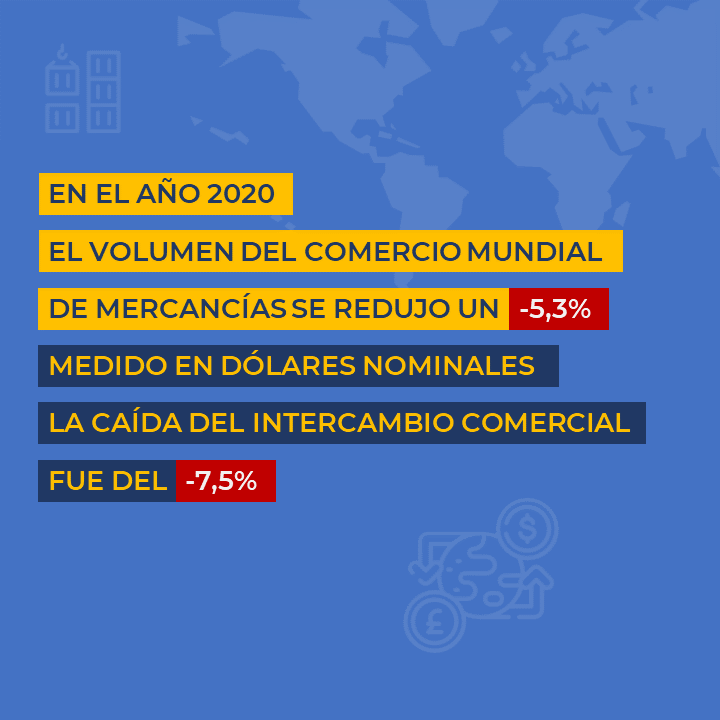 EN EL AÑO 2020
EL VOLUMEN DEL COMERCIO MUNDIAL
DE MERCANCÍAS SE REDUJO UN -5,3%
MEDIDO EN DÓLARES NOMINALES
LA CAÍDA DEL INTERCAMBIO COMERCIAL
FUE DEL -7,5%
$
£